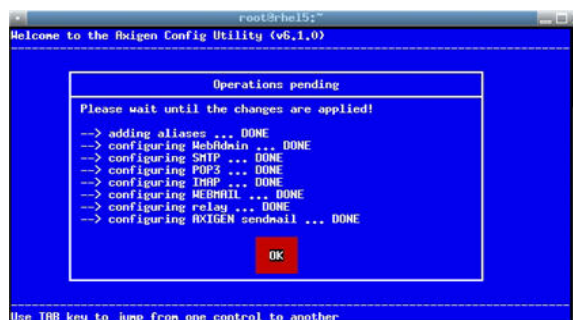 root@rhel5:~
Welcome to the Axigen Config Utility (v6.1.0)
Operations pending
Please wait until the changes are applied!
--> adding aliases ... DONE
--> configuring WebAdmin ... DONE
--> configuring SMTP ... DONE
--> configuring POP3 ... DONE
--> configuring IMAP ... DONE
--> configuring WEBMAIL ... DONE
--> configuring relay ... DONE
--> configuring AXIGEN sendmail ... DONE
OK
Use TAB key to jump from one control to another